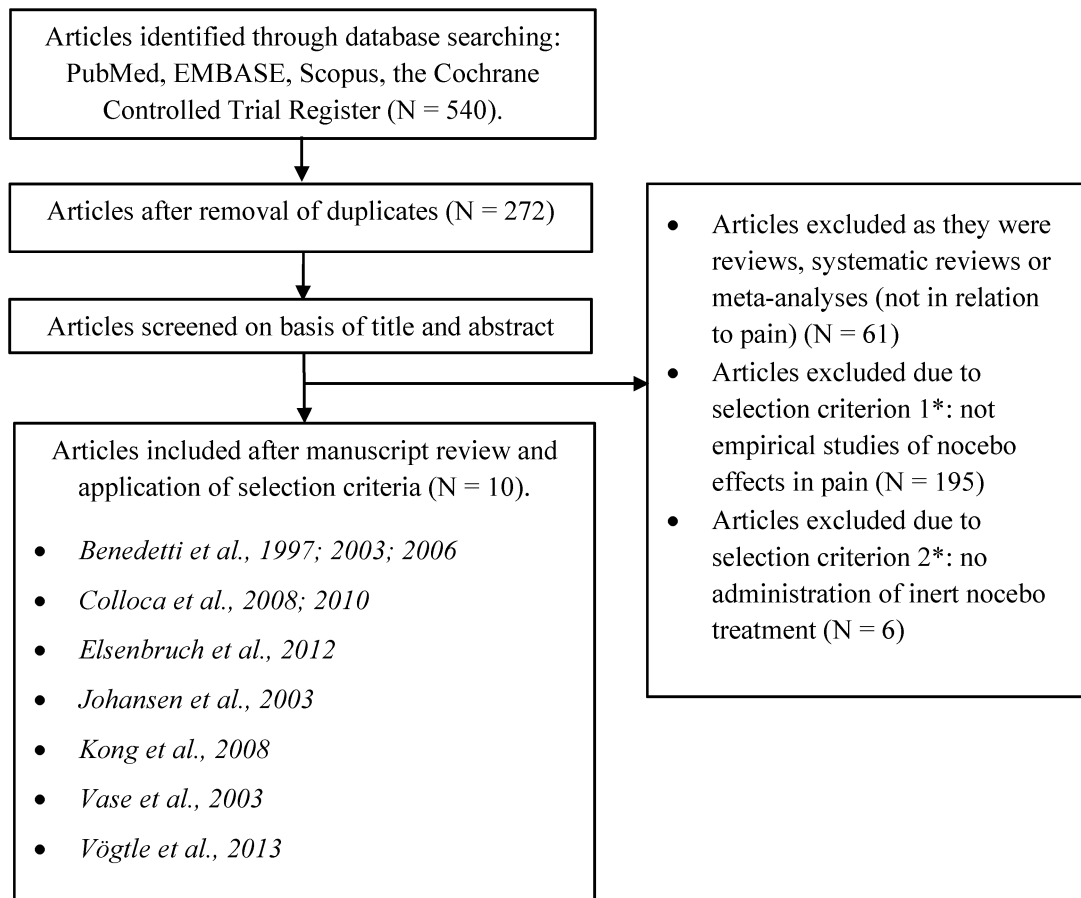 Articles identified through database searching:
PubMed, EMBASE, Scopus, the Cochrane
Controlled Trial Register (N = 540).
Articles after removal of duplicates (N = 272)
Articles screened on basis of title and abstract
• Articles excluded as they were
reviews, systematic reviews or
meta-analyses (not in relation
to pain) (N = 61)
• Articles excluded due to
selection criterion 1*: not
empirical studies of nocebo
effects in pain (N = 195)
• Articles excluded due to
selection criterion 2*: no
administration of inert nocebo
treatment (N = 6)
Articles included after manuscript review and
application of selection criteria (N = 10).
• Benedetti et al., 1997; 2003; 2006
• Colloca et al., 2008; 2010
• Elsenbruch et al., 2012
• Johansen et al., 2003
• Kong et al., 2008
• Vase et al., 2003
• Vögtle et al., 2013